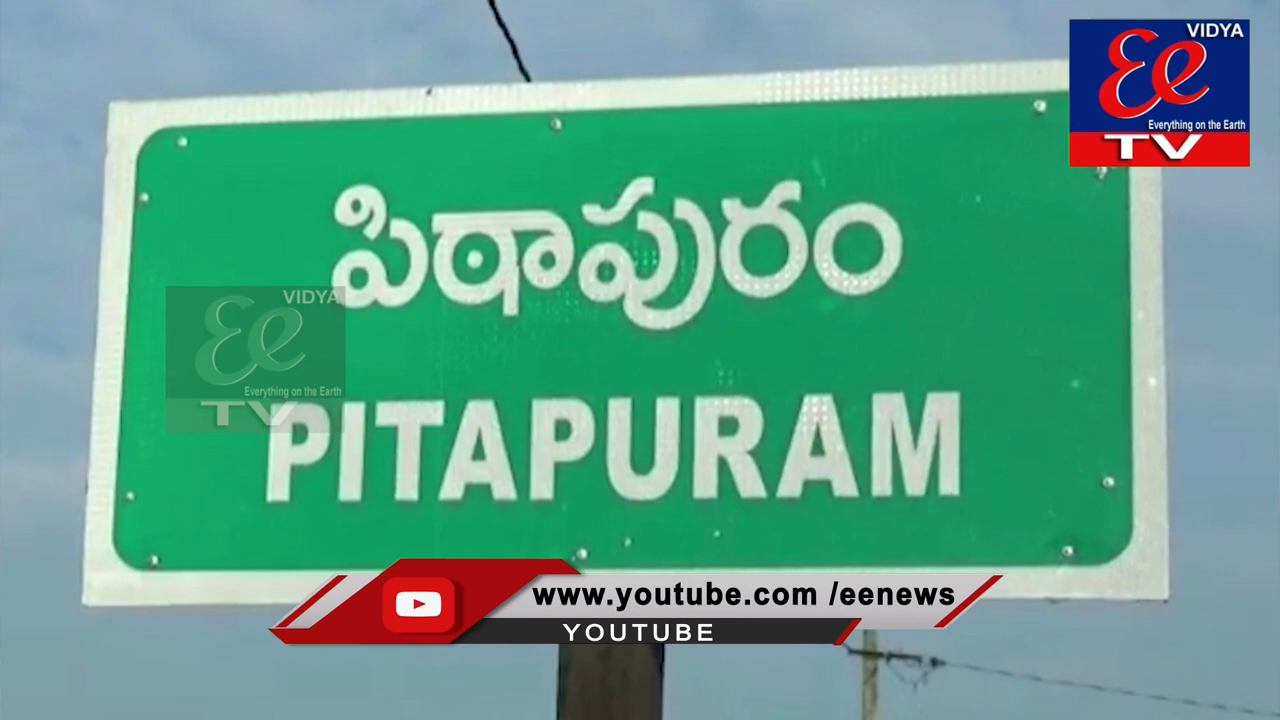 VIDYA
Ee
Everything on the Earth
TV
పిఠాపురం
VIDYA
Ee
Everything on the Earth
TV
PITAPURAM
www.youtube.com /eenews
YOUTUBE